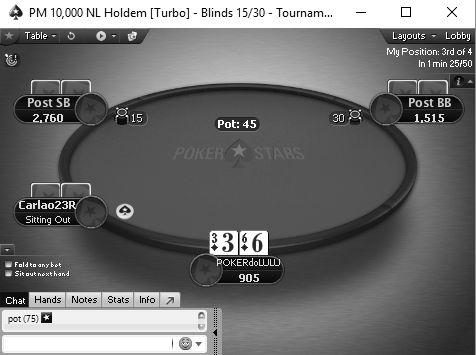 PM 10,000 NL Holdem [Turbo] - Blinds 15/30 - Tournam...
Table
Layouts
Lobby
My Position: 3rd of 4
In 1 min 25/50
i
Post SB
2,760
15
Pot: 45
30
Post BB
1,515
POKER STARS
Carlao23R
Sitting Out
3 3 6 6
POKERdoLULU
905
Fold to any bet
Sit out next hand
Chat Hands Notes Stats Info
pot (75)